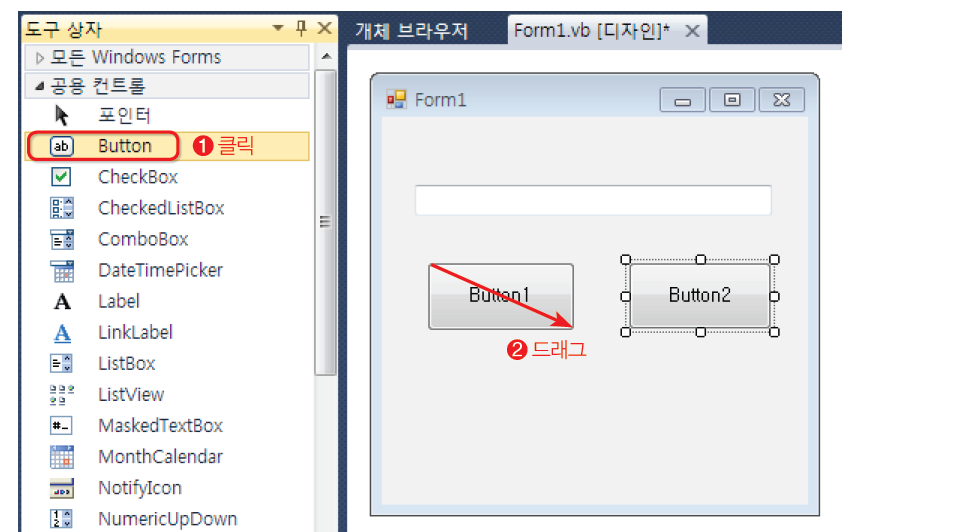 도구 상자
개체 브라우저
Form1.vb [디자인]*
모든 Windows Forms
공용 컨트롤
포인터
Button
❶ 클릭
CheckBox
CheckedListBox
ComboBox
DateTimePicker
Label
LinkLabel
ListBox
ListView
MaskedTextBox
MonthCalendar
NotifyIcon
NumericUpDown
Form1
Button1
Button2
❷ 드래그